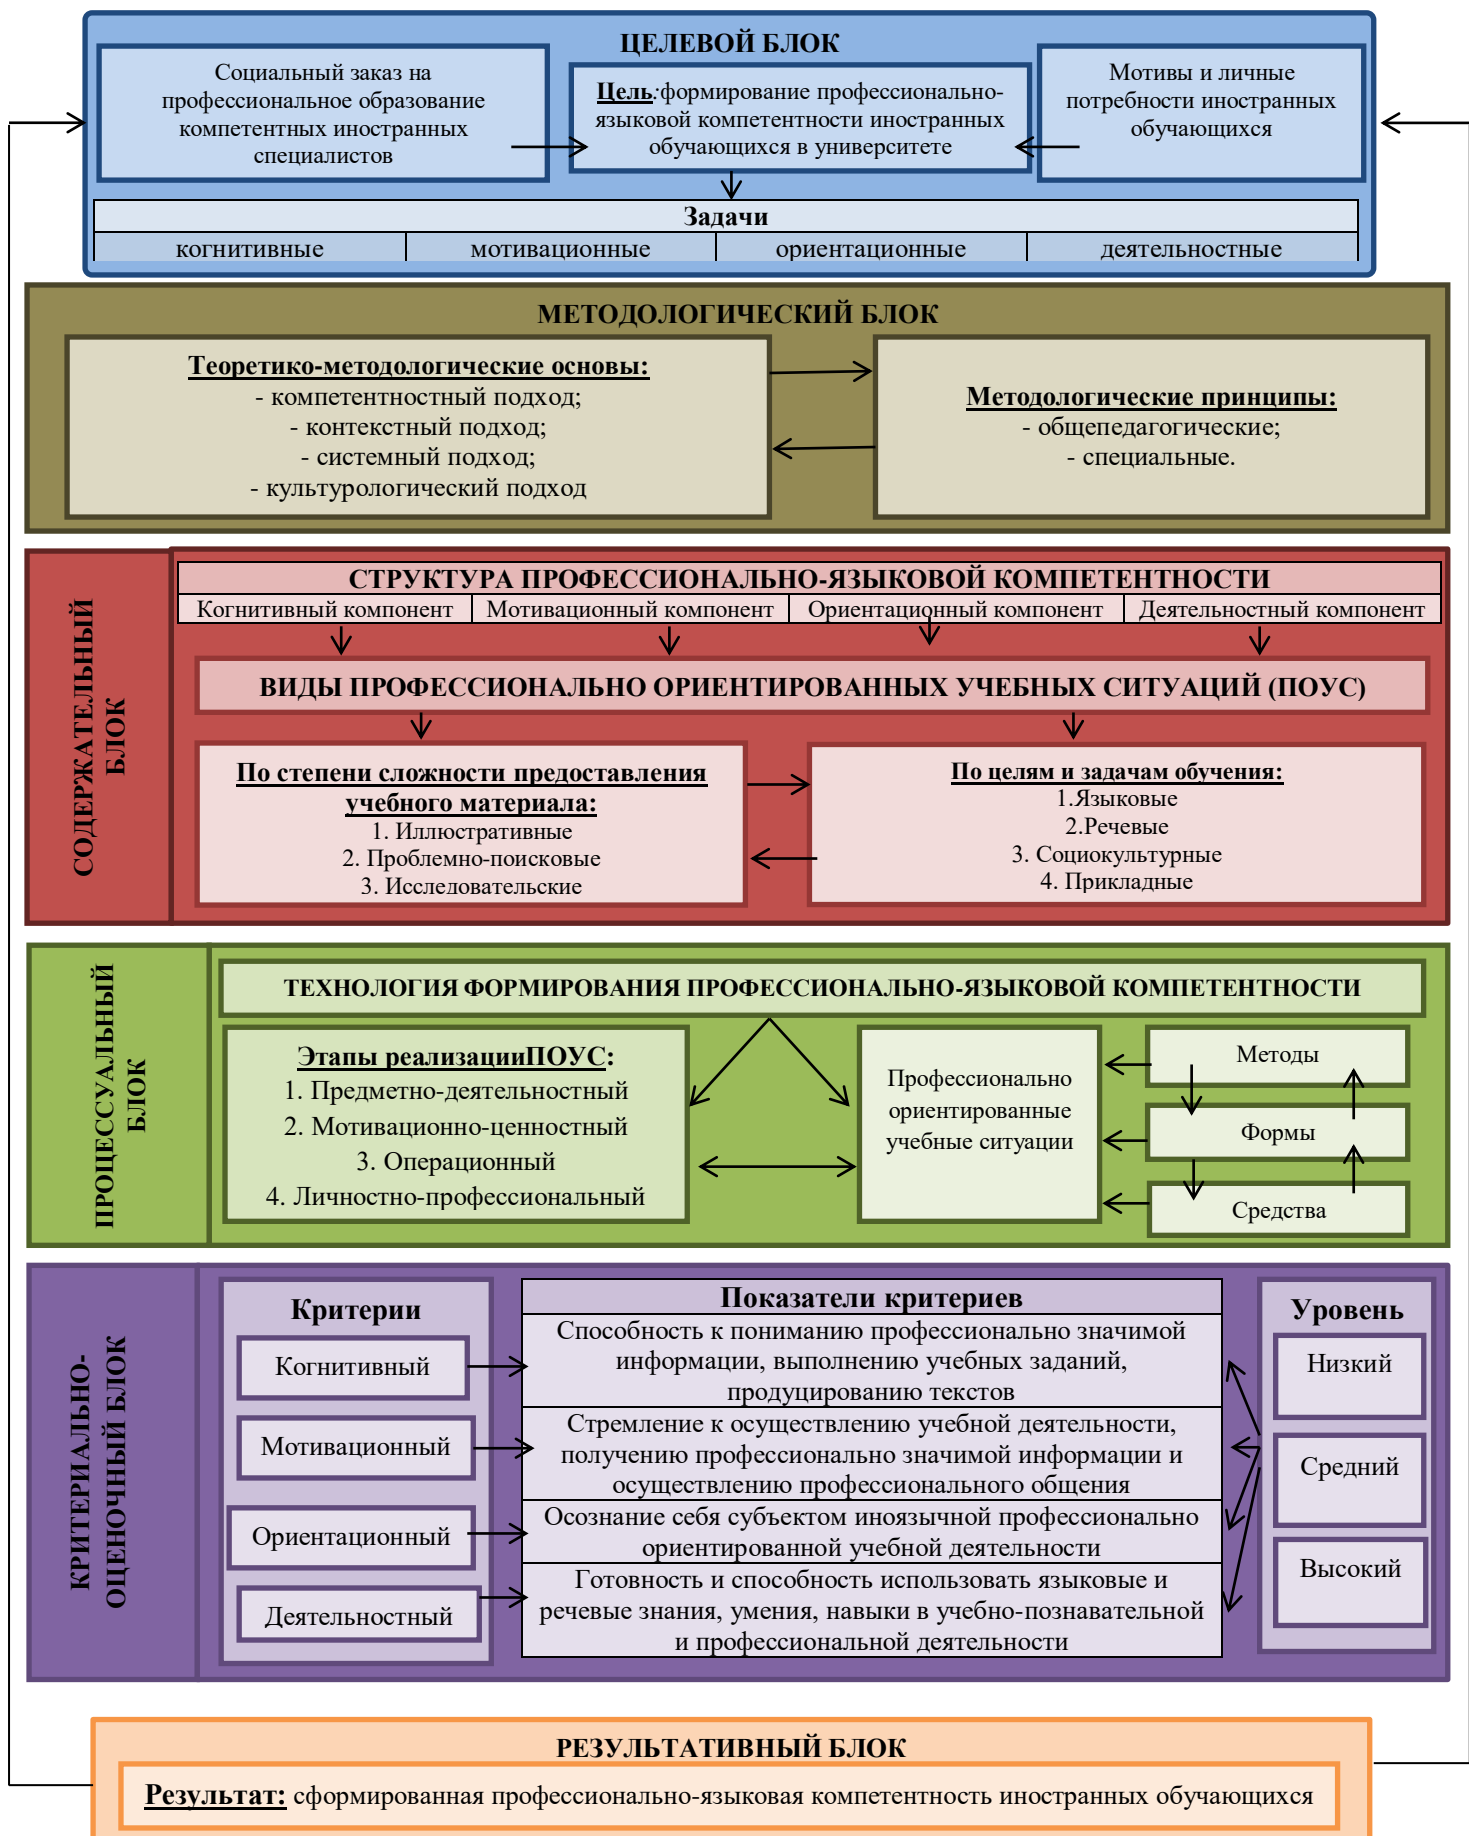 ЦЕЛЕВОЙ БЛОК
Социальный заказ на
профессиональное образование
компетентных иностранных
специалистов
Цель:формирование профессионально-
языковой компетентности иностранных
обучающихся в университете
Мотивы и личные
потребности иностранных
обучающихся
Задачи
когнитивные
мотивационные
ориентационные
деятельностные
МЕТОДОЛОГИЧЕСКИЙ БЛОК
Теоретико-методологические основы:
- компетентностный подход;
- контекстный подход;
- системный подход;
- культурологический подход
Методологические принципы:
- общепедагогические;
- специальные.
СОДЕРЖАТЕЛЬНЫЙ
БЛОК
СТРУКТУРА ПРОФЕССИОНАЛЬНО-ЯЗЫКОВОЙ КОМПЕТЕНТНОСТИ
Когнитивный компонент
Мотивационный компонент
Ориентационный компонент
Деятельностный компонент
ВИДЫ ПРОФЕССИОНАЛЬНО ОРИЕНТИРОВАННЫХ УЧЕБНЫХ СИТУАЦИЙ (ПОУС)
По степени сложности предоставления
учебного материала:
1. Иллюстративные
2. Проблемно-поисковые
3. Исследовательские
По целям и задачам обучения:
1.Языковые
2.Речевые
3. Социокультурные
4. Прикладные
ПРОЦЕССУАЛЬНЫЙ
БЛОК
ТЕХНОЛОГИЯ ФОРМИРОВАНИЯ ПРОФЕССИОНАЛЬНО-ЯЗЫКОВОЙ КОМПЕТЕНТНОСТИ
Этапы реализацииПОУС:
1. Предметно-деятельностный
2. Мотивационно-ценностный
3. Операционный
4. Личностно-профессиональный
Профессионально
ориентированные
учебные ситуации
Методы
Формы
Средства
КРИТЕРИАЛЬНО-
ОЦЕНОЧНЫЙ БЛОК
Критерии
Когнитивный
Мотивационный
Ориентационный
Деятельностный
Показатели критериев
Способность к пониманию профессионально значимой
информации, выполнению учебных заданий,
продуцированию текстов
Стремление к осуществлению учебной деятельности,
получению профессионально значимой информации и
осуществлению профессионального общения
Осознание себя субъектом иноязычной профессионально
ориентированной учебной деятельности
Готовность и способность использовать языковые и
речевые знания, умения, навыки в учебно-познавательной
и профессиональной деятельности
Уровень
Низкий
Средний
Высокий
РЕЗУЛЬТАТИВНЫЙ БЛОК
Результат: сформированная профессионально-языковая компетентность иностранных обучающихся